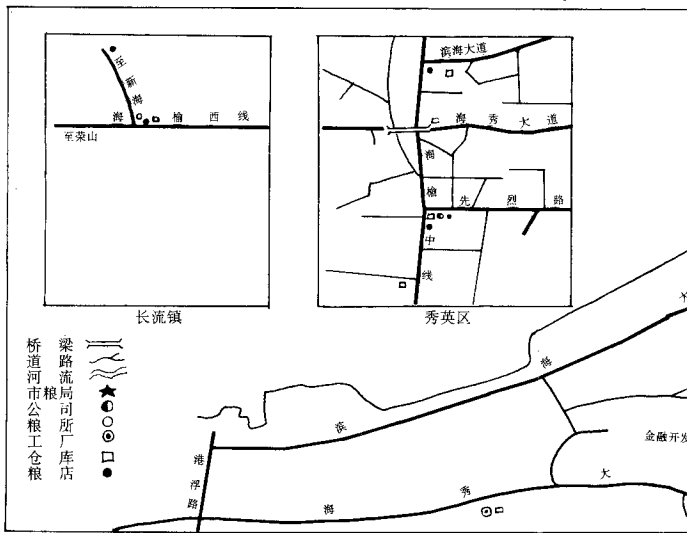 至新海
海榆西线
至荣山
长流镇
滨海大道
海秀大道
海榆中线
先烈路
秀英区
桥梁
道路
河流
市粮局
公司
粮所
工厂
仓库
粮店
滨海大
港浮路
海秀大
金融开发